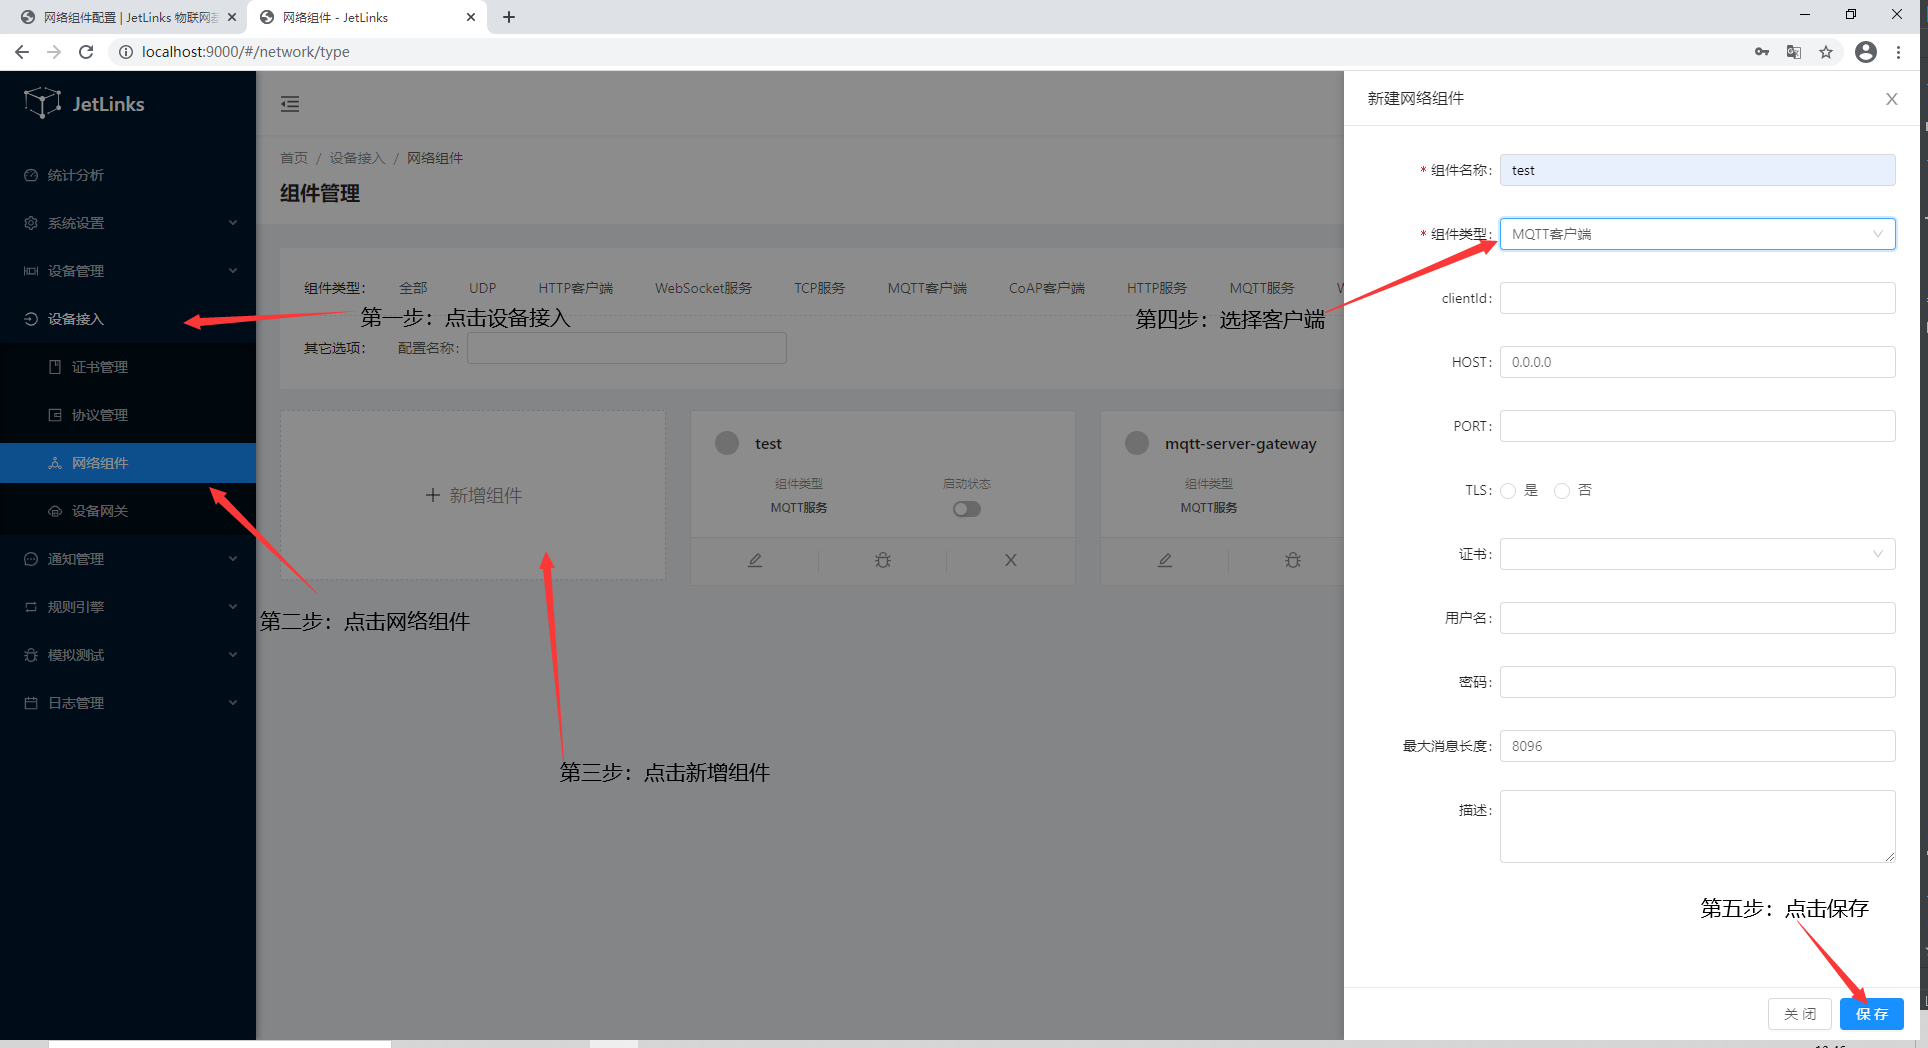 网络组件配置 | JetLinks 物联网基
网络组件 - JetLinks
localhost:9000/#/network/type
JetLinks
统计分析
系统设置
设备管理
设备接入
证书管理
协议管理
网络组件
设备网关
通知管理
规则引擎
模拟测试
日志管理
首页 / 设备接入 / 网络组件
组件管理
组件类型： 全部 UDP HTTP客户端 WebSocket服务 TCP服务 MQTT客户端 CoAP客户端 HTTP服务 MQTT服务
第一步：点击设备接入
第四步：选择客户端
其它选项： 配置名称：
+ 新增组件
test
组件类型 启动状态
MQTT服务
mqtt-server-gateway
组件类型
MQTT服务
第二步：点击网络组件
第三步：点击新增组件
新建网络组件
* 组件名称： test
* 组件类型： MQTT客户端
clientId：
HOST： 0.0.0.0
PORT：
TLS： 是 否
证书：
用户名：
密码：
最大消息长度： 8096
描述：
第五步：点击保存
关 闭 保 存